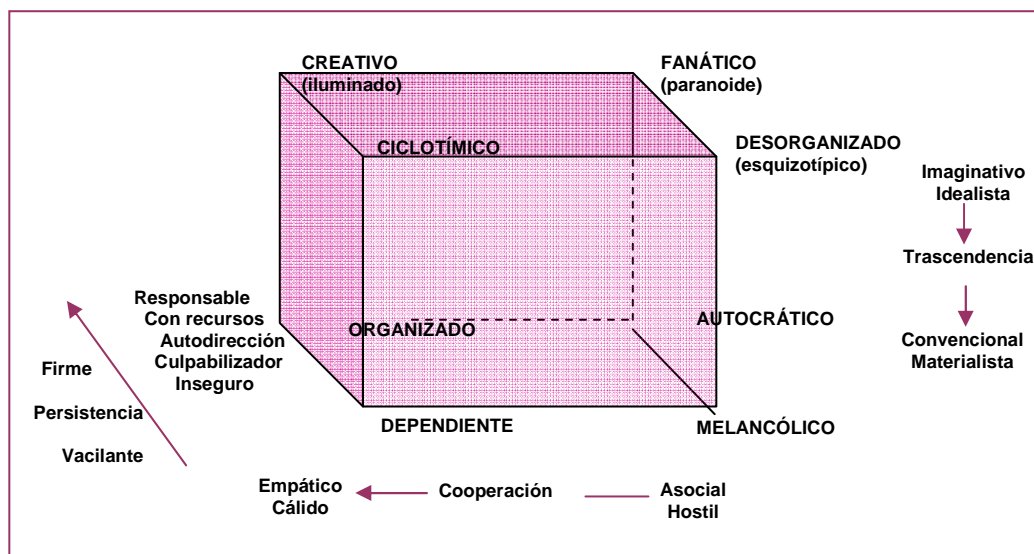 CREATIVO
(iluminado)
FANÁTICO
(paranoide)
CICLOTÍMICO
DESORGANIZADO
(esquizotípico)
Imaginativo
Idealista
Trascendencia
Convencional
Materialista
Responsable
Con recursos
Autodirección
Culpabilizador
Inseguro
ORGANIZADO
AUTOCRÁTICO
Firme
Persistencia
Vacilante
DEPENDIENTE
MELANCÓLICO
Empático
Cálido
Cooperación
Asocial
Hostil